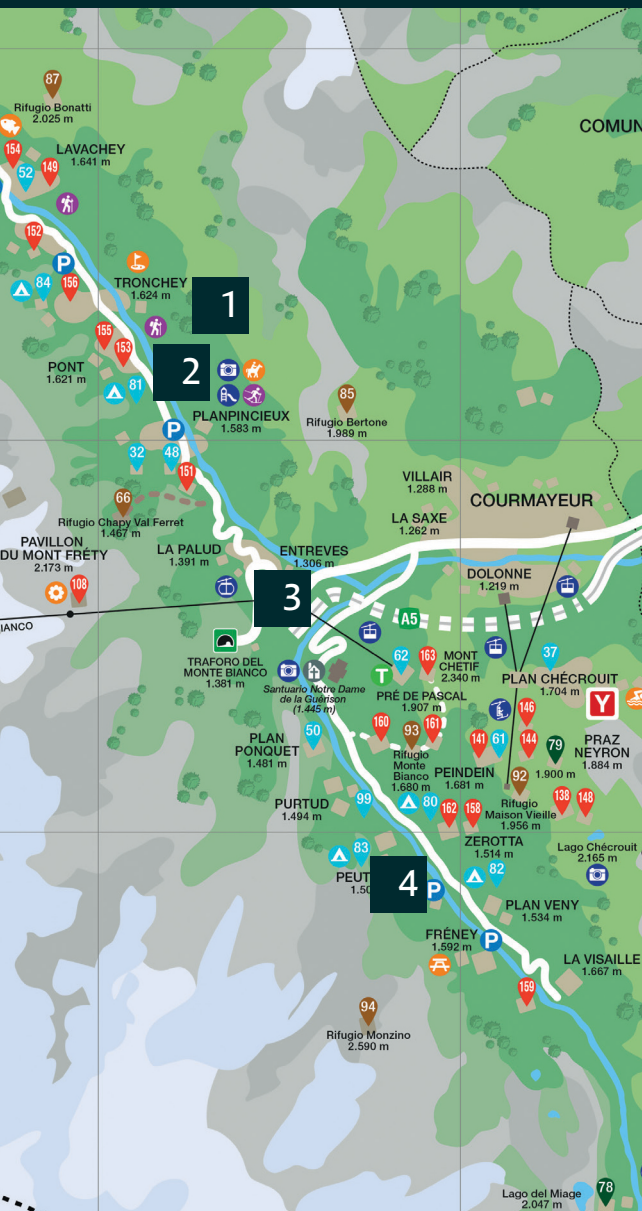 87
Rifugio Bonatti
2.025 m
COMUN
154
LAVACHEY
1.641 m
52
149
152
P
TRONCHEY
1.624 m
84
156
1
155
153
PONT
1.621 m
2
81
PLANPINCIEUX
1.583 m
85
Rifugio Bertone
1.989 m
P
32
48
151
VILLAIR
1.288 m
66
Rifugio Chapy Val Ferret
1.467 m
COURMAYEUR
LA SAXE
1.262 m
PAVILLON
DU MONT FRÉTY
2.173 m
LA PALUD
1.391 m
ENTREVES
1.306 m
108
3
DOLONNE
1.219 m
IANCO
A5
TRAFORO DEL
MONTE BIANCO
1.381 m
Santuario Notre Dame
de la Guérison
(1.445 m)
T
62
163
MONT
CHETIF
2.340 m
37
PLAN CHÉCROUIT
1.704 m
PRÉ DE PASCAL
1.907 m
Y
146
50
160
93
161
PLAN
PONQUET
1.481 m
Rifugio
Monte
Bianco
1.680 m
141
61
144
79
1.900 m
PRAZ
NEYRON
1.884 m
PEINDEIN
1.681 m
92
Rifugio
Maison Vieille
1.956 m
PURTUD
1.494 m
99
80
162
158
138
148
83
ZEROTTA
1.514 m
Lago Chécrouit
2.165 m
PEUT
1.50
4
P
82
PLAN VENY
1.534 m
FRÉNEY
1.592 m
P
LA VISAILLE
1.667 m
159
94
Rifugio Monzino
2.590 m
78
Lago del Miage
2.047 m